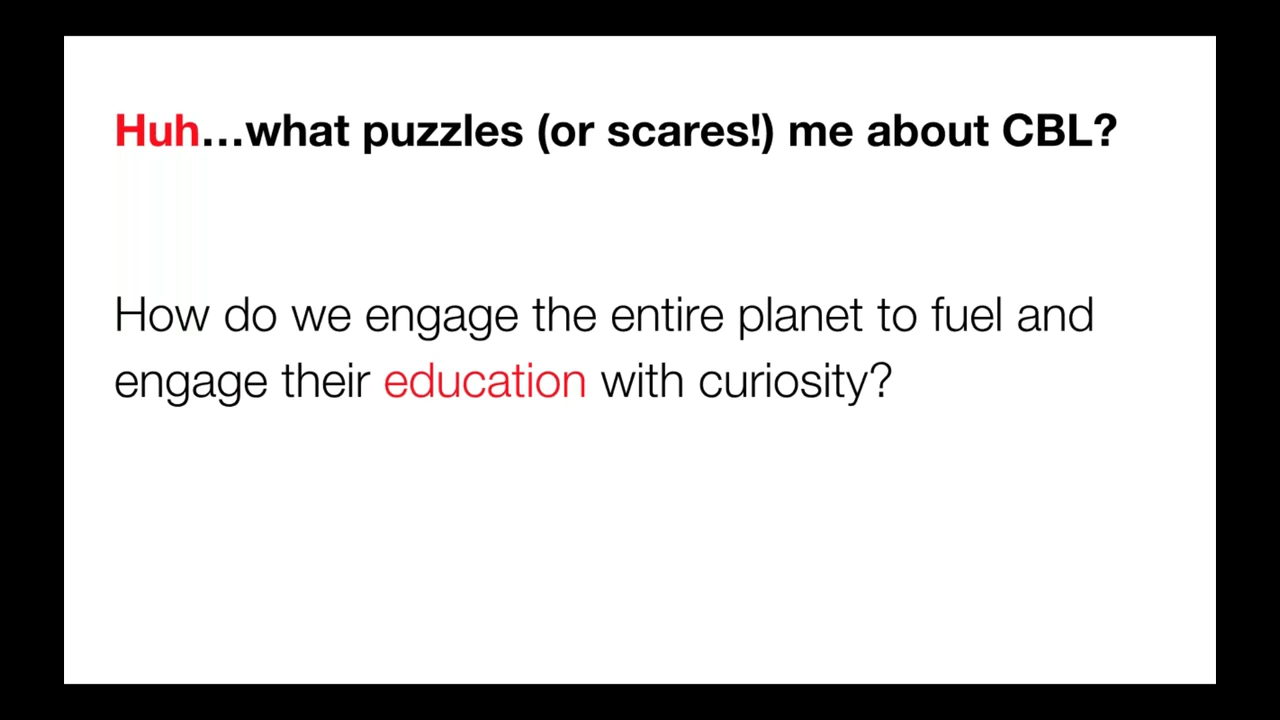 Huh…what puzzles (or scares!) me about CBL?
How do we engage the entire planet to fuel and
engage their education with curiosity?